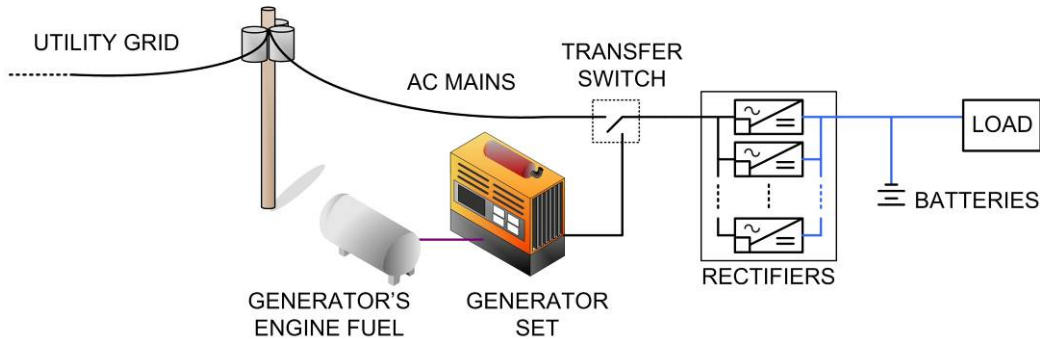 UTILITY GRID
AC MAINS
TRANSFER
SWITCH
LOAD
BATTERIES
RECTIFIERS
GENERATOR'S
ENGINE FUEL
GENERATOR
SET